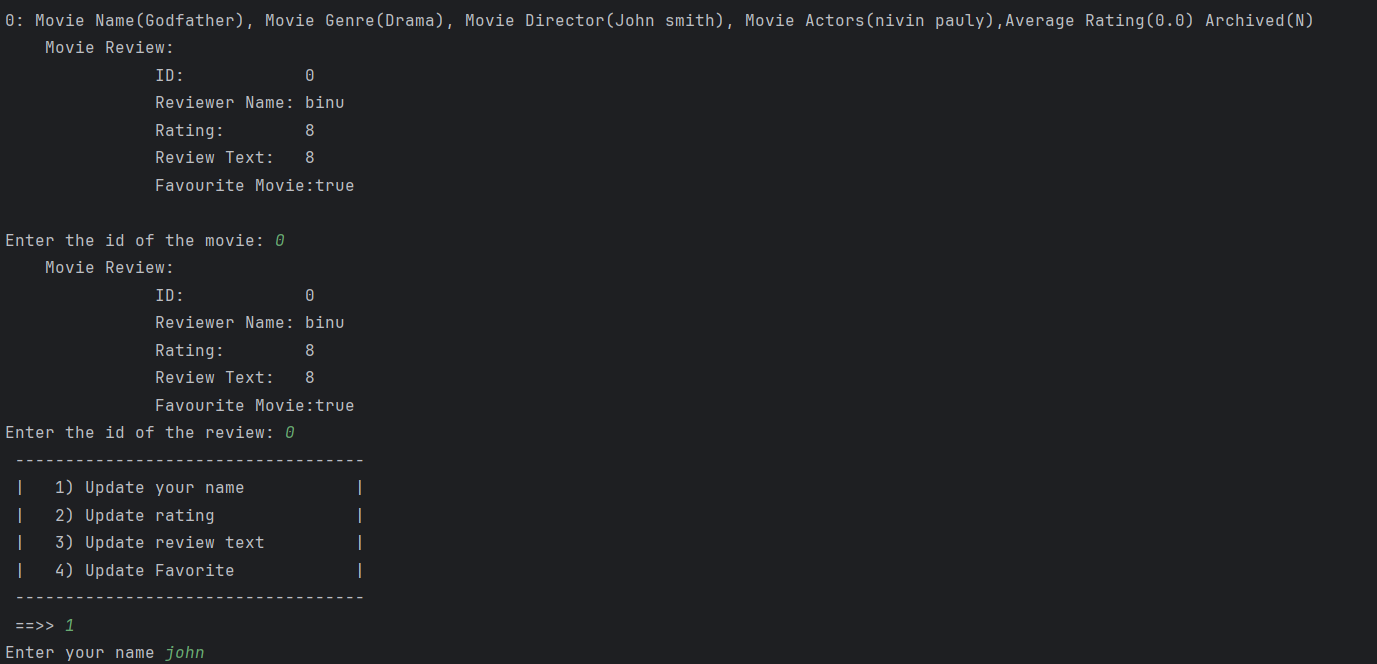 0: Movie Name(Godfather), Movie Genre(Drama), Movie Director(John smith), Movie Actors(nivin pauly),Average Rating(0.0) Archived(N)
    Movie Review:
               ID:            0
               Reviewer Name: binu
               Rating:        8
               Review Text:   8
               Favourite Movie:true

Enter the id of the movie: 0
    Movie Review:
               ID:            0
               Reviewer Name: binu
               Rating:        8
               Review Text:   8
               Favourite Movie:true
Enter the id of the review: 0
 -----------------------------------
 |   1) Update your name           |
 |   2) Update rating              |
 |   3) Update review text         |
 |   4) Update Favorite            |
 -----------------------------------
 ==>> 1
Enter your name john